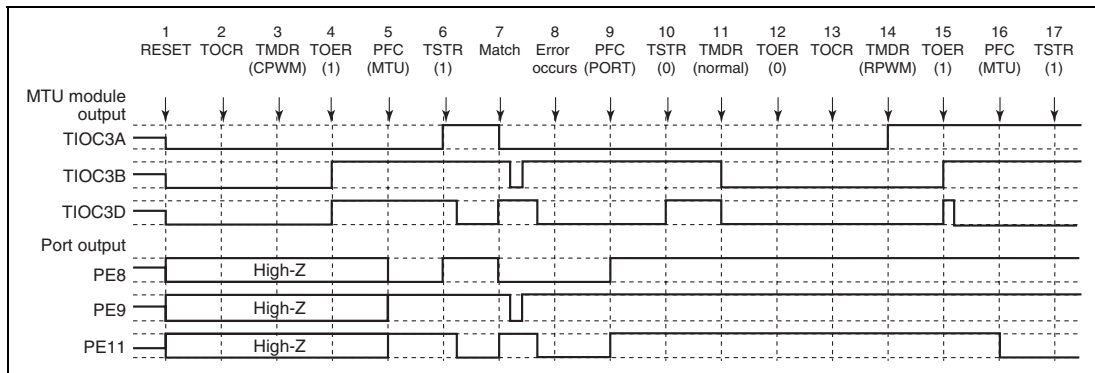 1 2 3 4 5 6 7 8 9 10 11 12 13 14 15 16 17
RESET TOCR TMDR TOER PFC TSTR Match Error PFC TSTR TMDR TOER TOCR TMDR TOER PFC TSTR
(CPWM) (1) (MTU) (1) occurs (PORT) (0) (normal) (0) (RPWM) (1) (MTU) (1)
MTU module
output
TIOC3A
TIOC3B
TIOC3D
Port output
PE8 High-Z
PE9 High-Z
PE11 High-Z